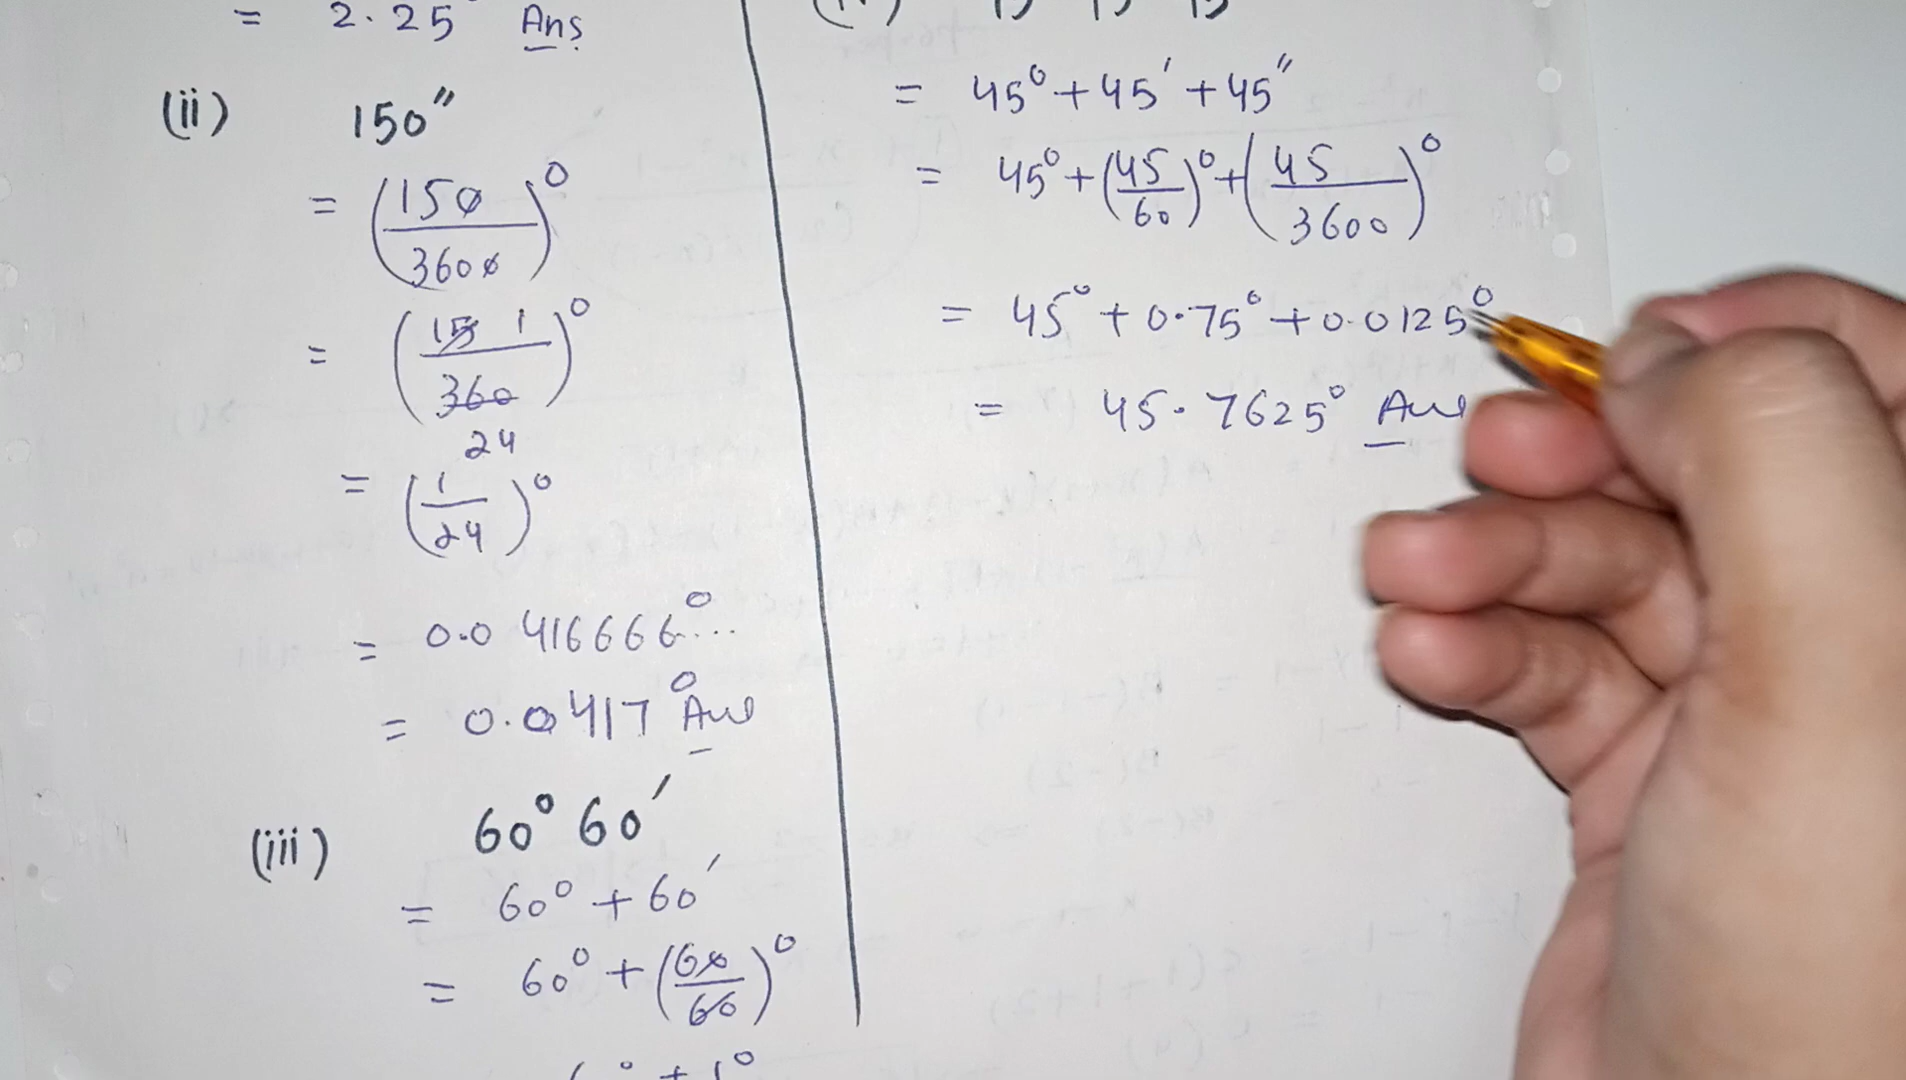 = 2.25° Ans.
(ii) 150"
= (150/3600)°
= (15 1/360)°
24
= (1/24)°
= 0.0416666...°
= 0.0417° Ans
(iii) 60° 60'
= 60° + 60'
= 60° + (60/60)°
= 45° + 45' + 45"
= 45° + (45/60)° + (45/3600)°
= 45° + 0.75° + 0.0125°
= 45.7625° Ans